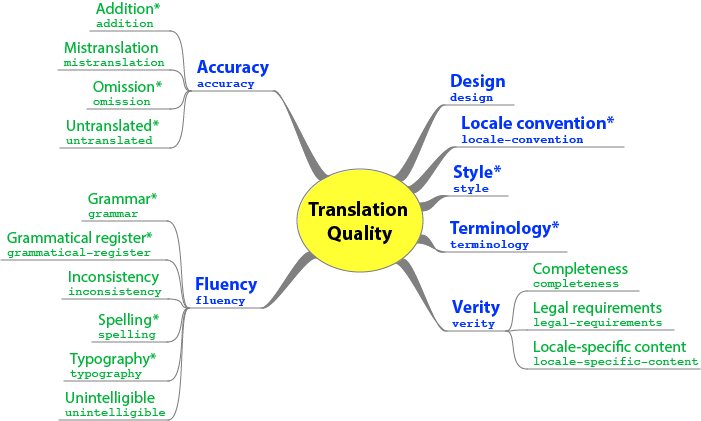 Translation
Quality
Accuracy
accuracy
Addition*
addition
Mistranslation
mistranslation
Omission*
omission
Untranslated*
untranslated
Fluency
fluency
Grammar*
grammar
Grammatical register*
grammatical-register
Inconsistency
inconsistency
Spelling*
spelling
Typography*
typography
Unintelligible
unintelligible
Design
design
Locale convention*
locale-convention
Style*
style
Terminology*
terminology
Verity
verity
Completeness
completeness
Legal requirements
legal-requirements
Locale-specific content
locale-specific-content